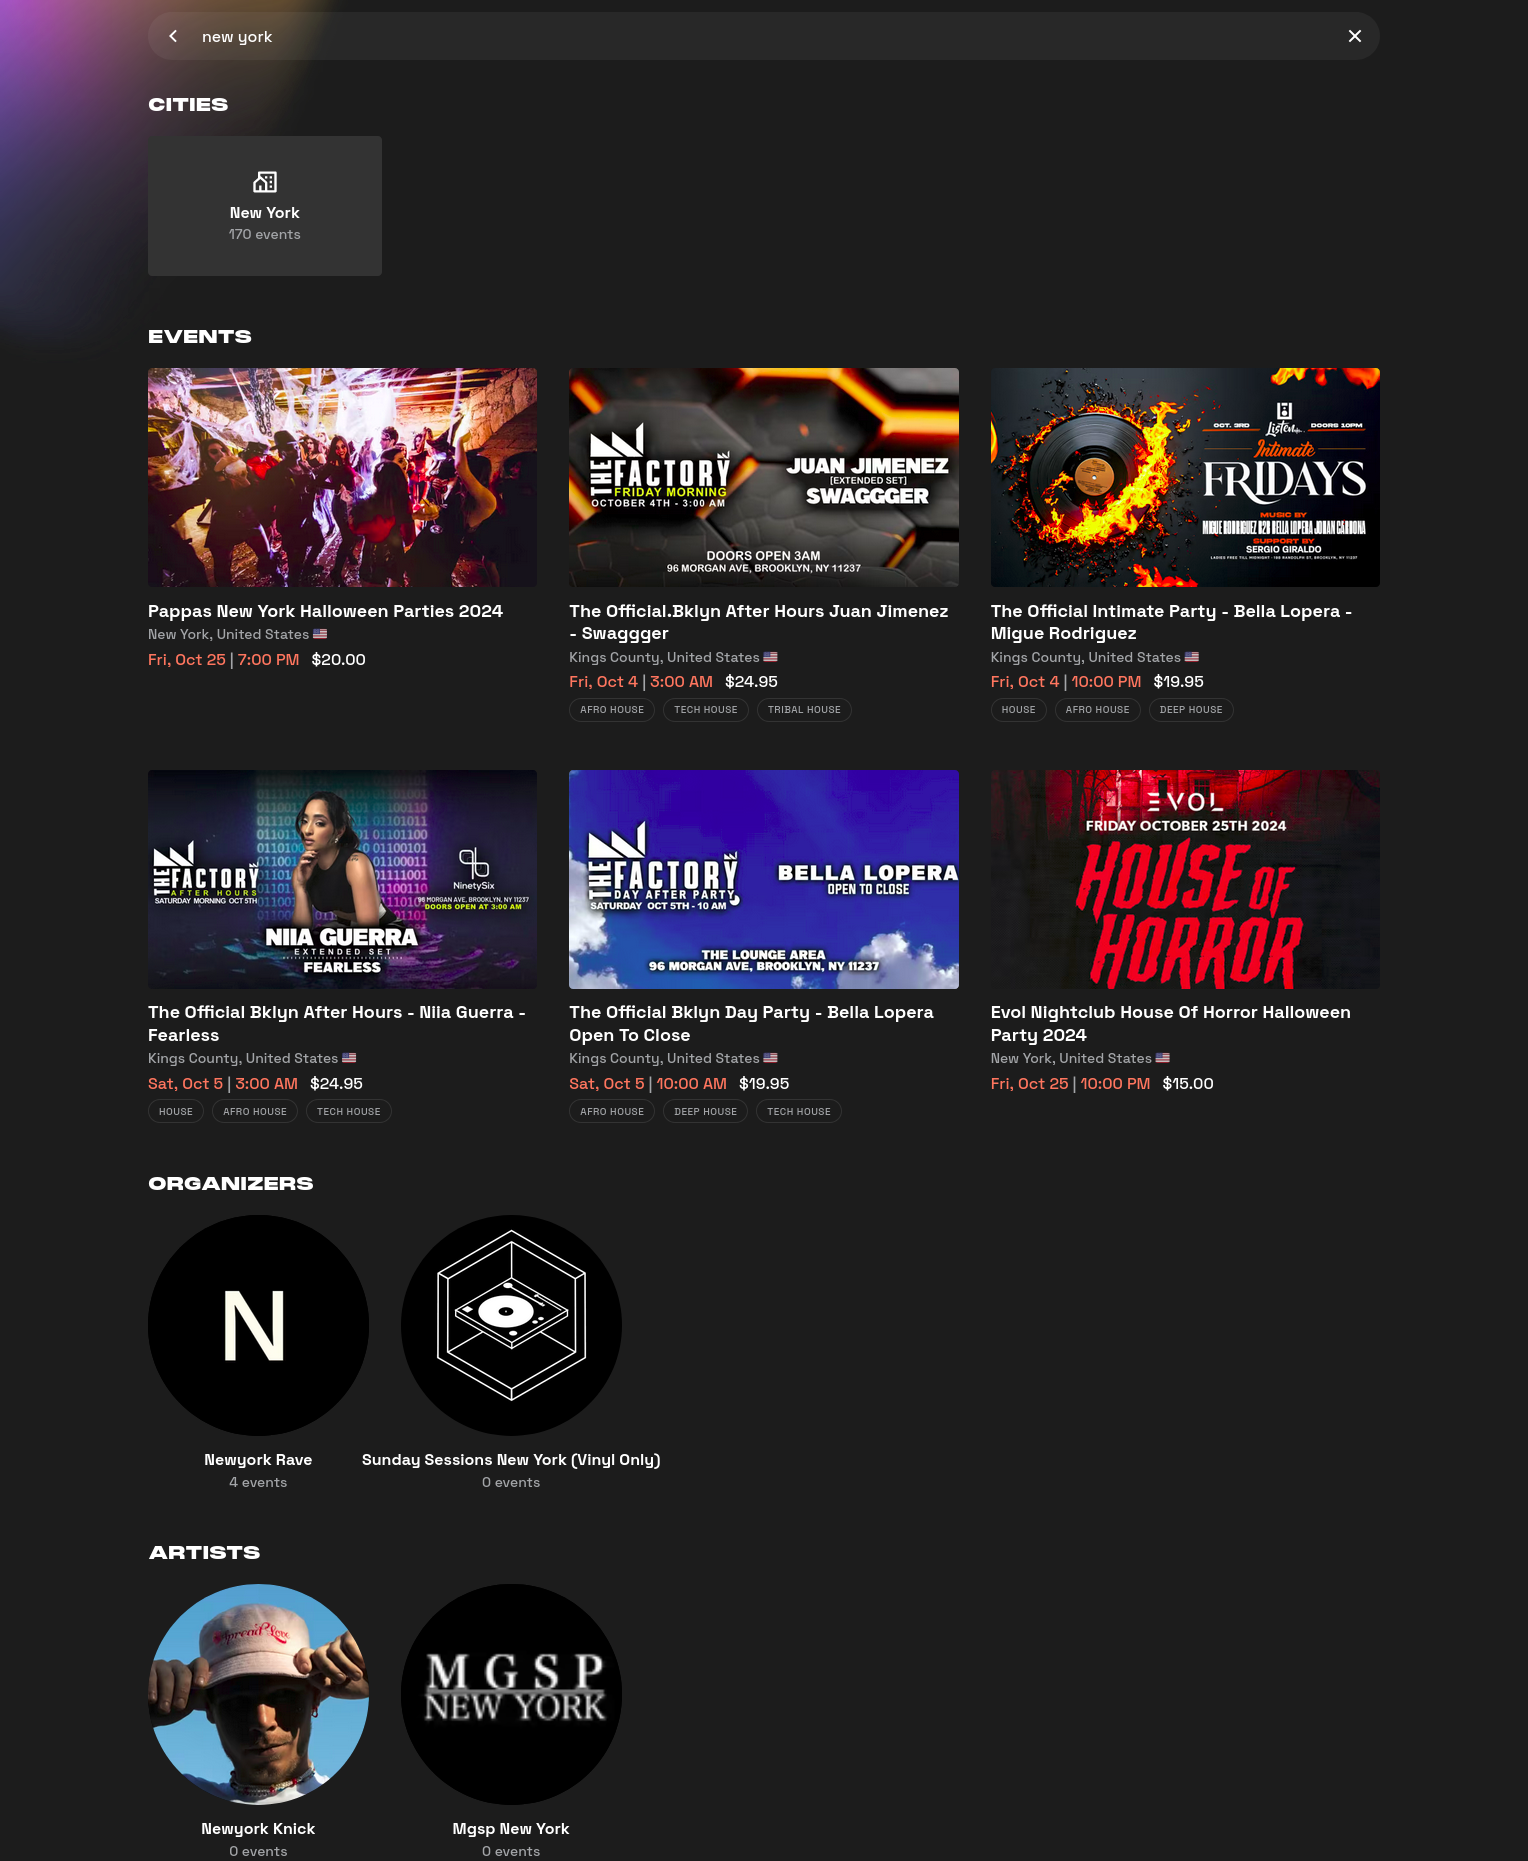 new york
CITIES
New York
170 events
EVENTS
THE FACTORY
FRIDAY MORNING
OCTOBER 4TH - 3:00 AM
JUAN JIMENEZ
[EXTENDED SET]
SWAGGGER
DOORS OPEN 3AM
96 MORGAN AVE, BROOKLYN, NY 11237
OCT. 3RD
Listen
DOORS 10PM
Intimate
FRIDAYS
MUSIC BY
MIGUE RODRIGUEZ B2B BELLA LOPERA JOHAN CARMONA
SUPPORT BY
SERGIO GIRALDO
LADIES FREE TILL MIDNIGHT - 168 RANDOLPH ST, BROOKLYN, NY 11237
Pappas New York Halloween Parties 2024
New York, United States
Fri, Oct 25 | 7:00 PM $20.00
The Official.Bklyn After Hours Juan Jimenez
- Swaggger
Kings County, United States
Fri, Oct 4 | 3:00 AM $24.95
AFRO HOUSE TECH HOUSE TRIBAL HOUSE
The Official Intimate Party - Bella Lopera -
Migue Rodriguez
Kings County, United States
Fri, Oct 4 | 10:00 PM $19.95
HOUSE AFRO HOUSE DEEP HOUSE
THE FACTORY
AFTER HOURS
SATURDAY MORNING OCT 5TH
NinetySix
96 MORGAN AVE, BROOKLYN, NY 11237
DOORS OPEN AT 3:00 AM
NIIA GUERRA
EXTENDED SET
FEARLESS
THE FACTORY
DAY AFTER PARTY
SATURDAY OCT 5TH - 10 AM
BELLA LOPERA
OPEN TO CLOSE
THE LOUNGE AREA
96 MORGAN AVE, BROOKLYN, NY 11237
EVOL
FRIDAY OCTOBER 25TH 2024
HOUSE OF
HORROR
The Official Bklyn After Hours - Niia Guerra -
Fearless
Kings County, United States
Sat, Oct 5 | 3:00 AM $24.95
HOUSE AFRO HOUSE TECH HOUSE
The Official Bklyn Day Party - Bella Lopera
Open To Close
Kings County, United States
Sat, Oct 5 | 10:00 AM $19.95
AFRO HOUSE DEEP HOUSE TECH HOUSE
Evol Nightclub House Of Horror Halloween
Party 2024
New York, United States
Fri, Oct 25 | 10:00 PM $15.00
ORGANIZERS
N
Newyork Rave
4 events
Sunday Sessions New York (Vinyl Only)
0 events
ARTISTS
Spread Love
Newyork Knick
0 events
MGSP
NEW YORK
Mgsp New York
0 events